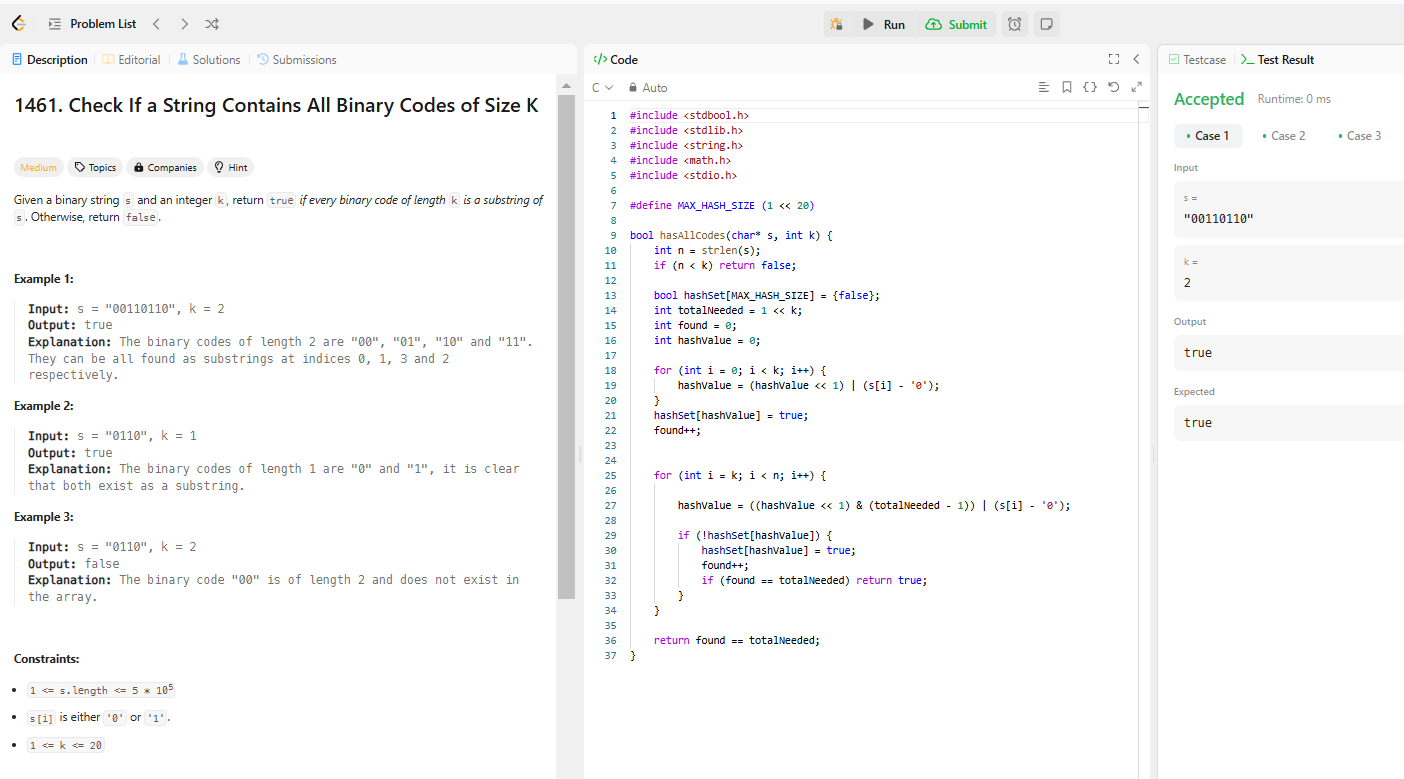 Problem List
Run
Submit
Description
Editorial
Solutions
Submissions
1461. Check If a String Contains All Binary Codes of Size K
Medium
Topics
Companies
Hint
Given a binary string s and an integer k, return true if every binary code of length k is a substring of
s. Otherwise, return false.
Example 1:
Input: s = "00110110", k = 2
Output: true
Explanation: The binary codes of length 2 are "00", "01", "10" and "11".
They can be all found as substrings at indices 0, 1, 3 and 2
respectively.
Example 2:
Input: s = "0110", k = 1
Output: true
Explanation: The binary codes of length 1 are "0" and "1", it is clear
that both exist as a substring.
Example 3:
Input: s = "0110", k = 2
Output: false
Explanation: The binary code "00" is of length 2 and does not exist in
the array.
Constraints:
• 1 <= s.length <= 5 * 10⁵
• s[i] is either '0' or '1'.
• 1 <= k <= 20
</> Code
C
Auto
1 #include <stdbool.h>
2 #include <stdlib.h>
3 #include <string.h>
4 #include <math.h>
5 #include <stdio.h>
6
7 #define MAX_HASH_SIZE (1 << 20)
8
9 bool hasAllCodes(char* s, int k) {
10     int n = strlen(s);
11     if (n < k) return false;
12
13     bool hashSet[MAX_HASH_SIZE] = {false};
14     int totalNeeded = 1 << k;
15     int found = 0;
16     int hashValue = 0;
17
18     for (int i = 0; i < k; i++) {
19         hashValue = (hashValue << 1) | (s[i] - '0');
20     }
21     hashSet[hashValue] = true;
22     found++;
23
24
25     for (int i = k; i < n; i++) {
26
27         hashValue = ((hashValue << 1) & (totalNeeded - 1)) | (s[i] - '0');
28
29         if (!hashSet[hashValue]) {
30             hashSet[hashValue] = true;
31             found++;
32             if (found == totalNeeded) return true;
33         }
34     }
35
36     return found == totalNeeded;
37 }
Testcase
>_ Test Result
Accepted
Runtime: 0 ms
• Case 1
• Case 2
• Case 3
Input
s =
"00110110"
k =
2
Output
true
Expected
true